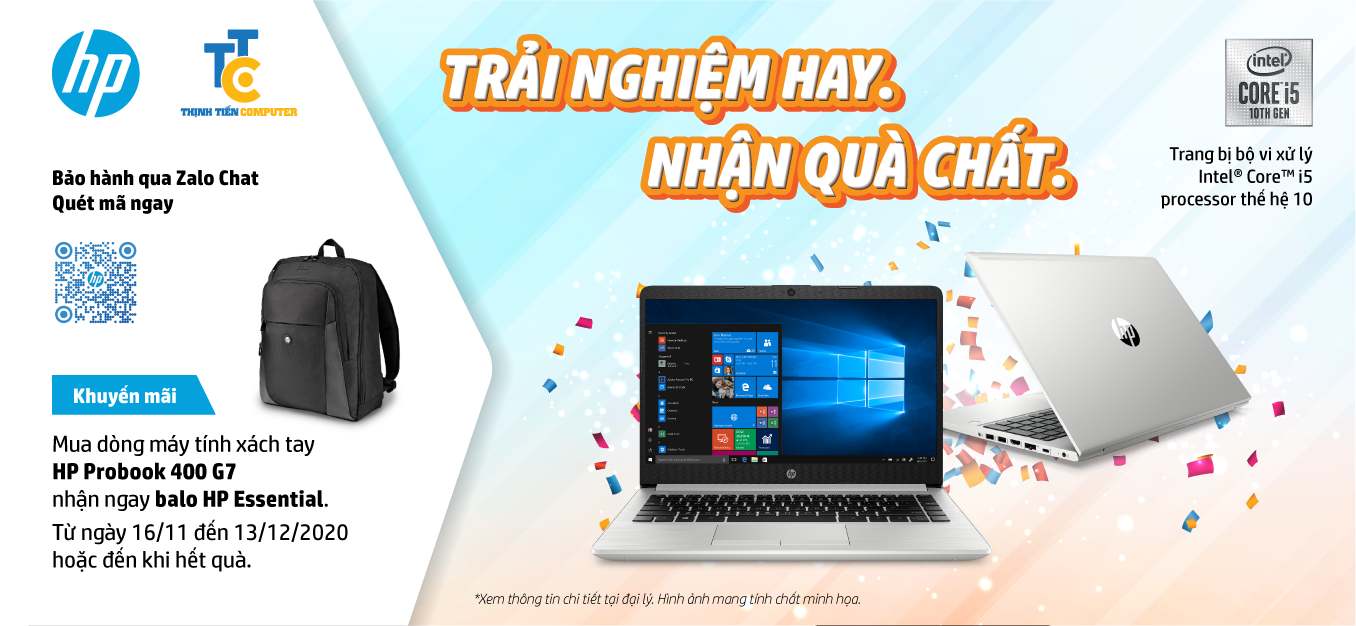 hp
TTC
THỊNH TIẾN COMPUTER
Bảo hành qua Zalo Chat
Quét mã ngay
Khuyến mãi
Mua dòng máy tính xách tay
HP Probook 400 G7
nhận ngay balo HP Essential.
Từ ngày 16/11 đến 13/12/2020
hoặc đến khi hết quà.
TRẢI NGHIỆM HAY.
NHẬN QUÀ CHẤT.
intel
CORE i5
10TH GEN
Trang bị bộ vi xử lý
Intel® Core™ i5
processor thế hệ 10
hp
hp
*Xem thông tin chi tiết tại đại lý. Hình ảnh mang tính chất minh họa.